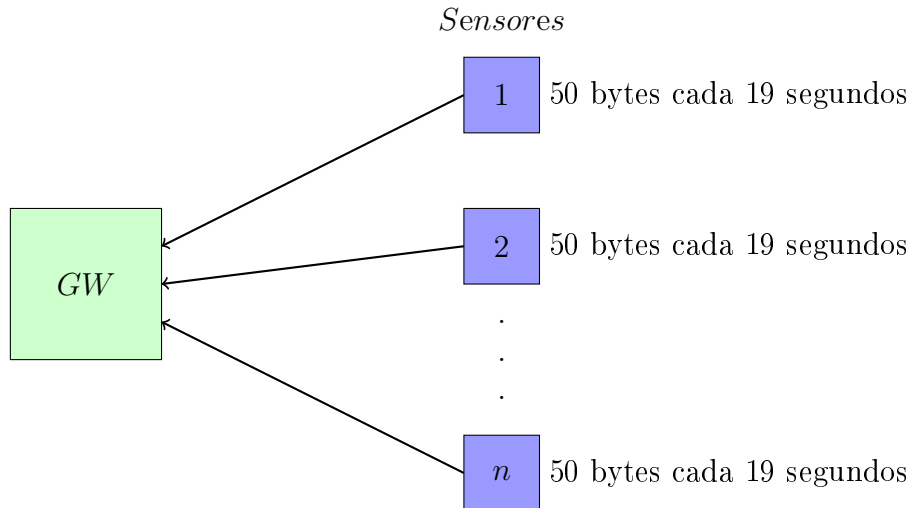 Sensores
1 50 bytes cada 19 segundos
2 50 bytes cada 19 segundos
GW
.
.
.
n 50 bytes cada 19 segundos